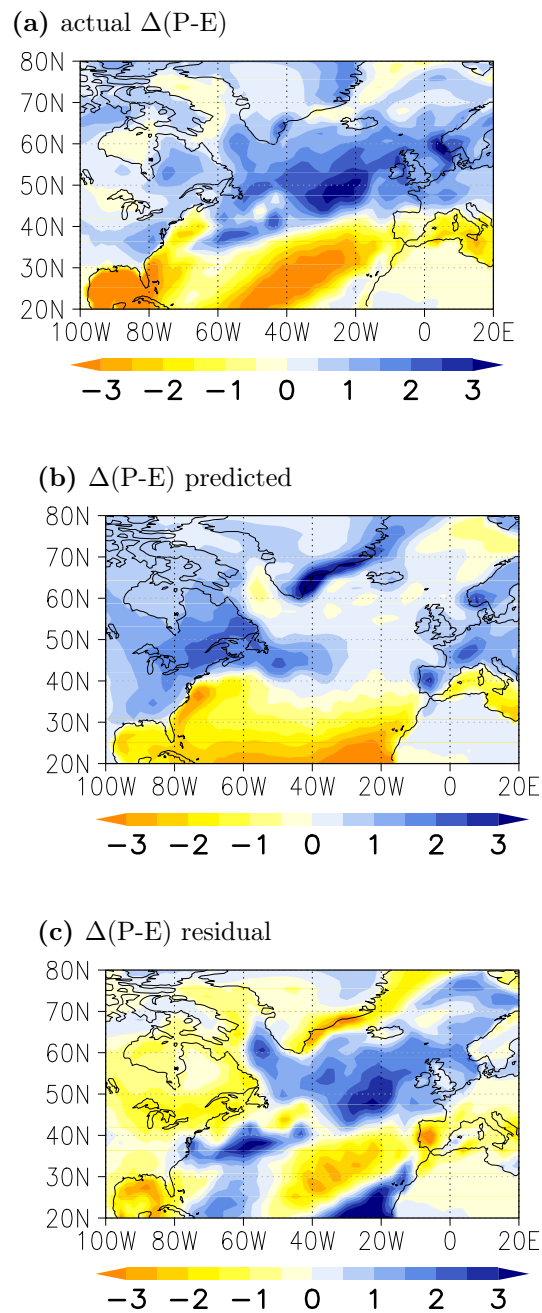 (a) actual Δ(P-E)
80N
70N
60N
50N
40N
30N
20N
100W 80W 60W 40W 20W 0 20E
−3 −2 −1 0 1 2 3
(b) Δ(P-E) predicted
80N
70N
60N
50N
40N
30N
20N
100W 80W 60W 40W 20W 0 20E
−3 −2 −1 0 1 2 3
(c) Δ(P-E) residual
80N
70N
60N
50N
40N
30N
20N
100W 80W 60W 40W 20W 0 20E
−3 −2 −1 0 1 2 3